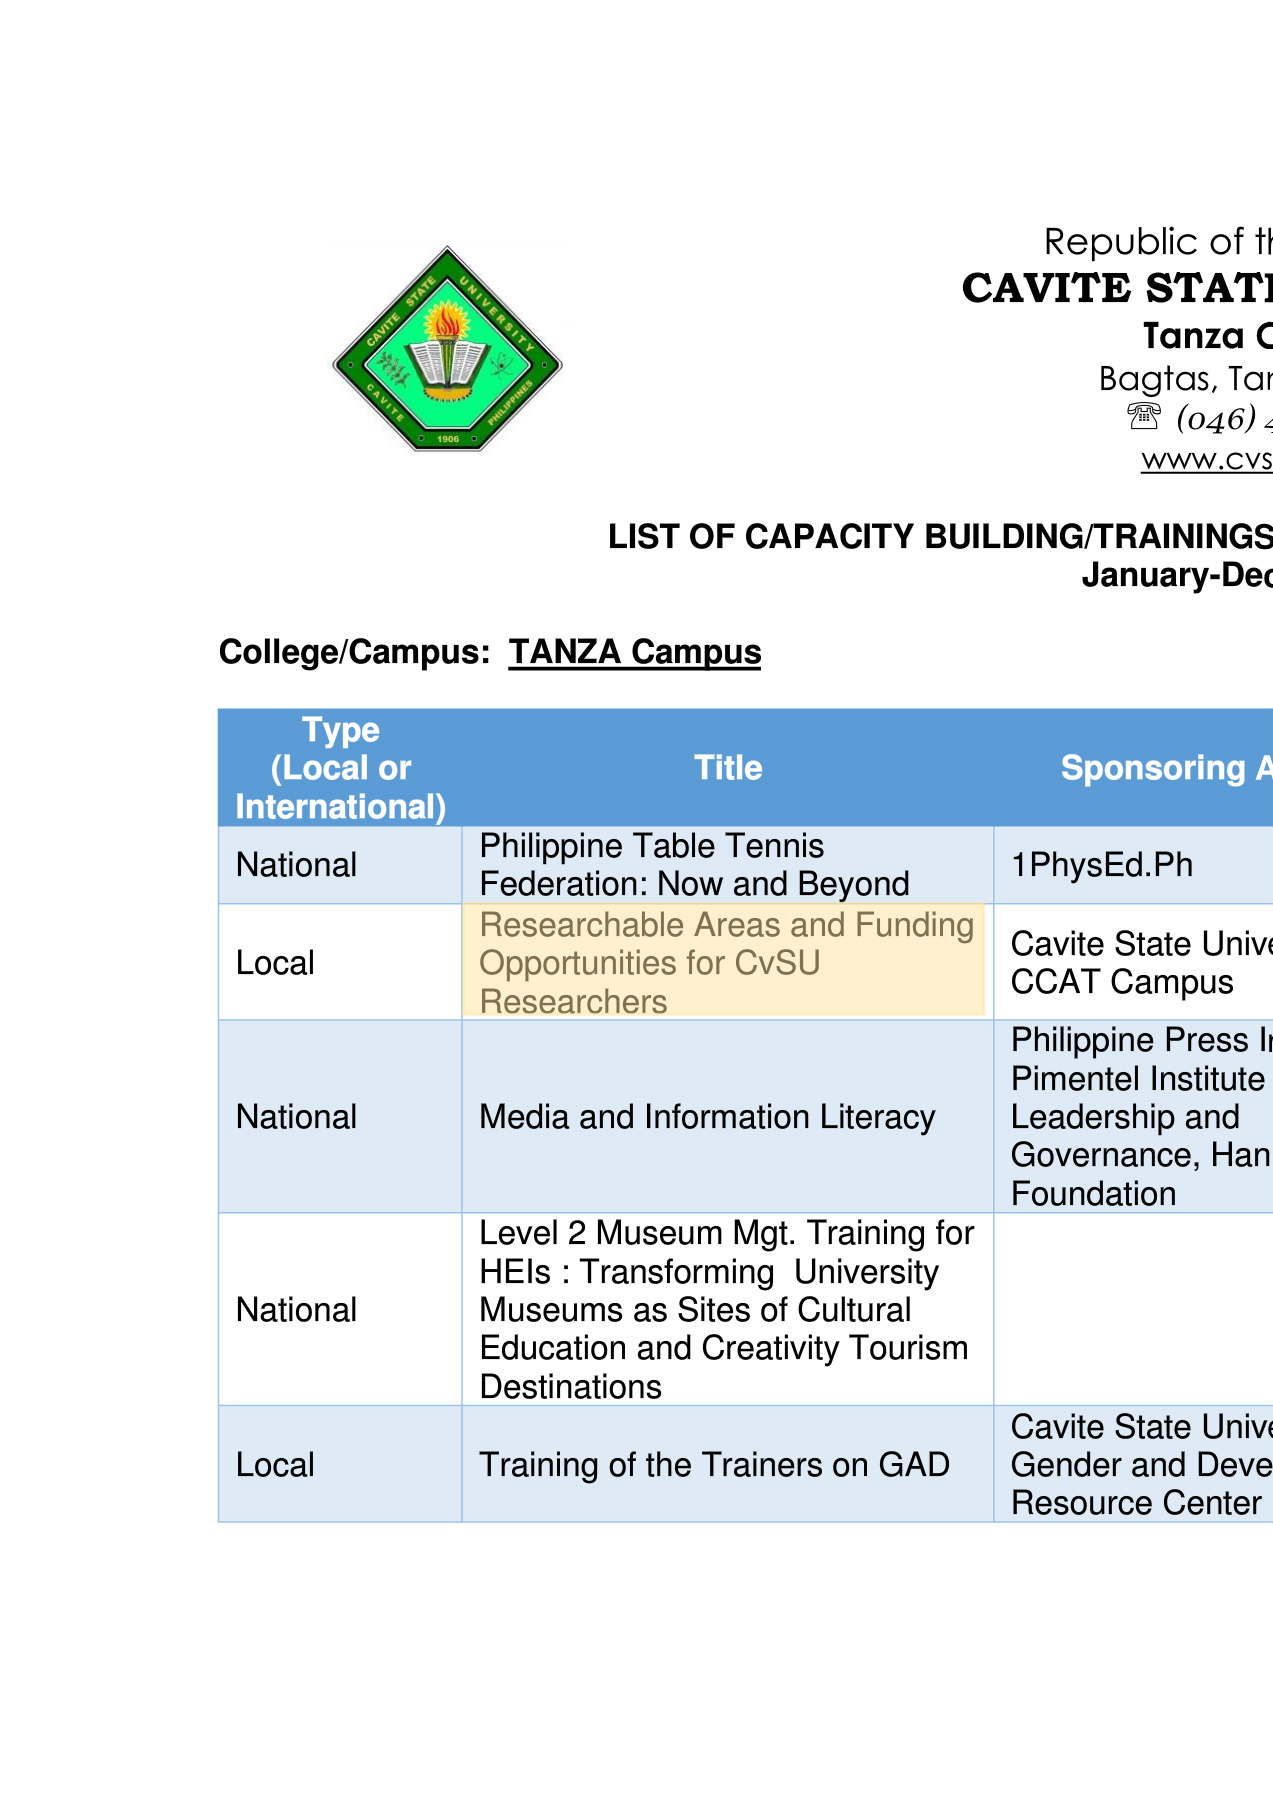 Republic of th
CAVITE STATE
Tanza C
Bagtas, Tan
(046) 4
www.cvs
CAVITE STATE UNIVERSITY
CAVITE PHILIPPINES
1906
LIST OF CAPACITY BUILDING/TRAININGS
January-Dec
College/Campus: TANZA Campus
Type
(Local or
International)
Title
Sponsoring A
National
Philippine Table Tennis
Federation: Now and Beyond
1PhysEd.Ph
Local
Researchable Areas and Funding
Opportunities for CvSU
Researchers
Cavite State Unive
CCAT Campus
National
Media and Information Literacy
Philippine Press In
Pimentel Institute
Leadership and
Governance, Han
Foundation
National
Level 2 Museum Mgt. Training for
HEIs : Transforming University
Museums as Sites of Cultural
Education and Creativity Tourism
Destinations
Local
Training of the Trainers on GAD
Cavite State Unive
Gender and Deve
Resource Center